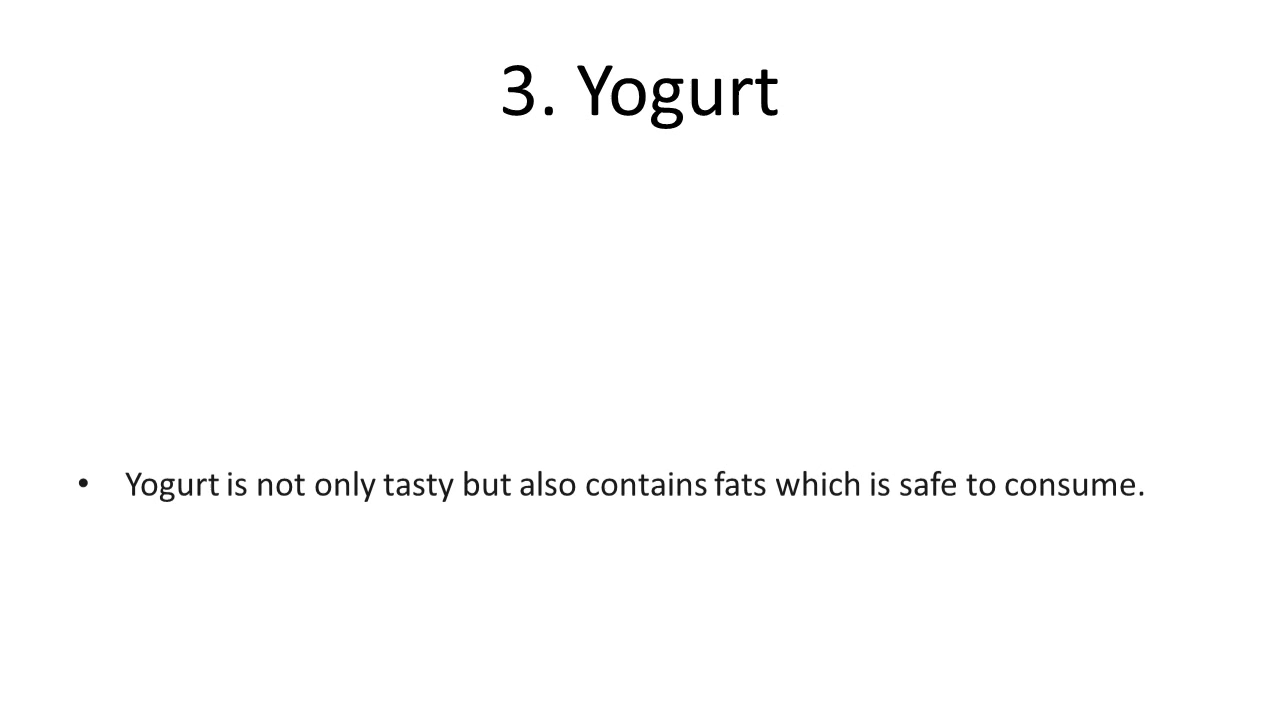 3. Yogurt
• Yogurt is not only tasty but also contains fats which is safe to consume.